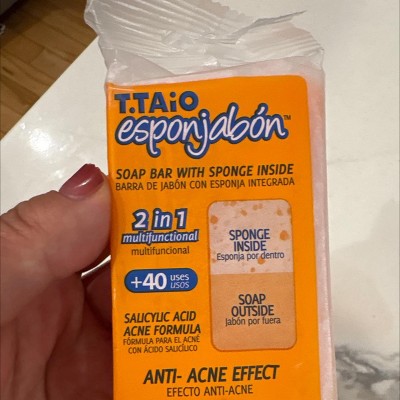 T.TAiO
esponjabón™
SOAP BAR WITH SPONGE INSIDE
BARRA DE JABÓN CON ESPONJA INTEGRADA
2 in 1
multifunctional
multifuncional
+40 uses
usos
SALICYLIC ACID
ACNE FORMULA
FÓRMULA PARA EL ACNÉ
CON ÁCIDO SALICÍLICO
SPONGE
INSIDE
Esponja por dentro
SOAP
OUTSIDE
Jabón por fuera
ANTI- ACNE EFFECT
EFECTO ANTI-ACNE